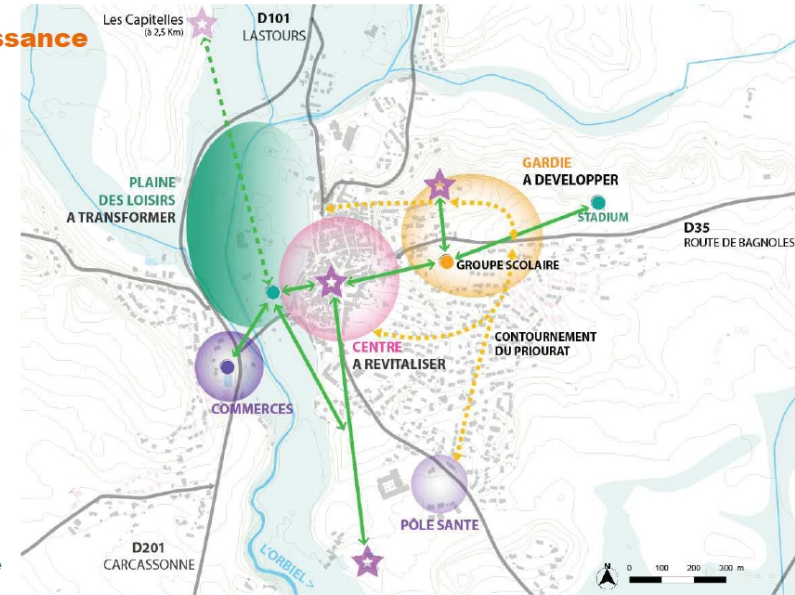 ssance
Les Capitelles
(à 2,5 Km)
D101
LASTOURS
PLAINE
DES LOISIRS
A TRANSFORMER
GARDIE
A DEVELOPPER
STADIUM
D35
ROUTE DE BAGNOLES
GROUPE SCOLAIRE
CONTOURNEMENT
DU PRIOURAT
CENTRE
A REVITALISER
COMMERCES
PÔLE SANTE
D201
CARCASSONNE
L'ORBIEL >
N
0 100 200 300 m